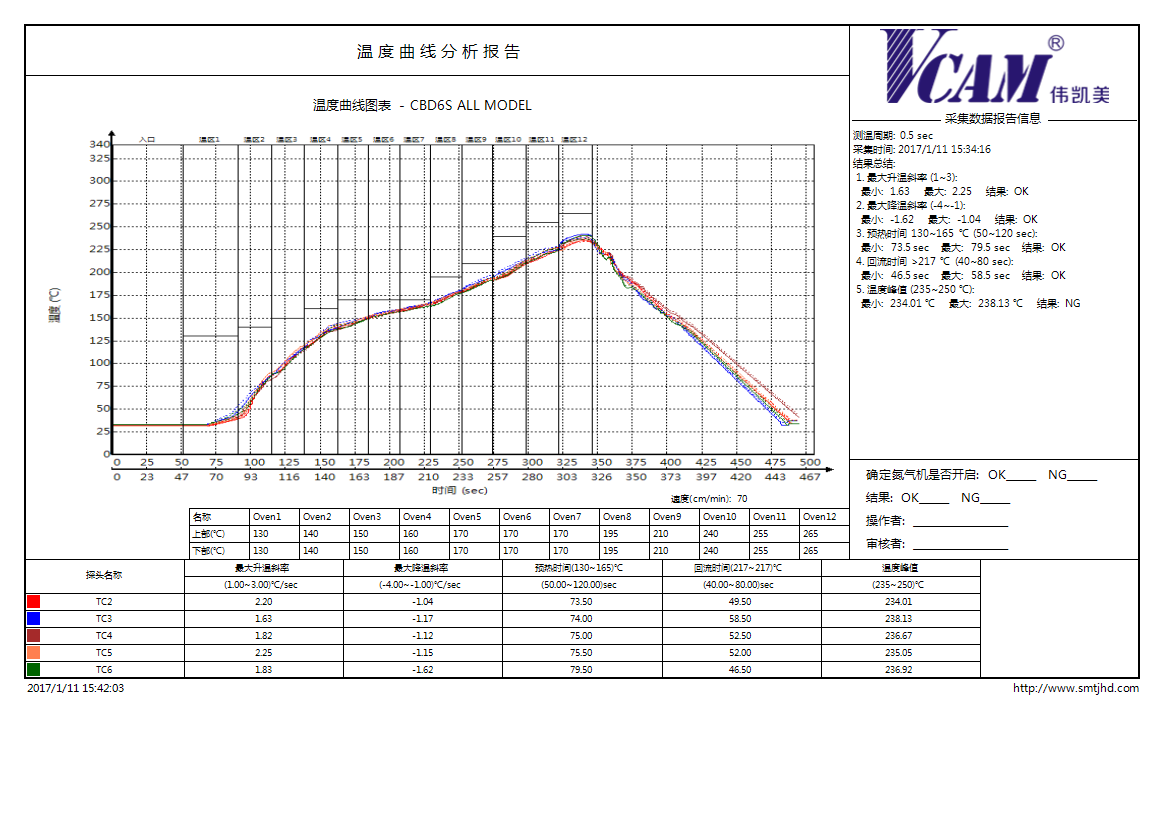 温度曲线分析报告
VCAM® 伟凯美
温度曲线图表 - CBD6S ALL MODEL
采集数据报告信息
测温周期: 0.5 sec
采集时间: 2017/1/11 15:34:16
结果总结:
1. 最大升温斜率 (1~3):
最小: 1.63 最大: 2.25 结果: OK
2. 最大降温斜率 (-4~-1):
最小: -1.62 最大: -1.04 结果: OK
3. 预热时间 130~165 ℃ (50~120 sec):
最小: 73.5 sec 最大: 79.5 sec 结果: OK
4. 回流时间 >217 ℃ (40~80 sec):
最小: 46.5 sec 最大: 58.5 sec 结果: OK
5. 温度峰值 (235~250 ℃):
最小: 234.01 ℃ 最大: 238.13 ℃ 结果: NG
入口 温区1 温区2 温区3 温区4 温区5 温区6 温区7 温区8 温区9 温区10 温区11 温区12
340
325
300
275
250
225
200
175
150
125
100
75
50
25
0
温度 (℃)
0 25 50 75 100 125 150 175 200 225 250 275 300 325 350 375 400 425 450 475 500
0 23 47 70 93 116 140 163 187 210 233 257 280 303 326 350 373 397 420 442 467
时间 (sec)
速度(cm/min): 70
名称 Oven1 Oven2 Oven3 Oven4 Oven5 Oven6 Oven7 Oven8 Oven9 Oven10 Oven11 Oven12
上部(℃) 130 140 150 160 170 170 170 195 210 240 255 265
下部(℃) 130 140 150 160 170 170 170 195 210 240 255 265
确定氮气机是否开启: OK_____ NG_____
结果: OK_____ NG_____
操作者: ________________
审核者: ________________
探头名称 最大升温斜率 最大降温斜率 预热时间(130~165)℃ 回流时间(217~217)℃ 温度峰值
(1.00~3.00)℃/sec (-4.00~-1.00)℃/sec (50.00~120.00)sec (40.00~80.00)sec (235~250)℃
TC2 2.20 -1.04 73.50 49.50 234.01
TC3 1.63 -1.17 74.00 58.50 238.13
TC4 1.82 -1.12 75.00 52.50 236.67
TC5 2.25 -1.15 75.50 52.00 235.05
TC6 1.83 -1.62 79.50 46.50 236.92
2017/1/11 15:42:03
http://www.smtjhd.com